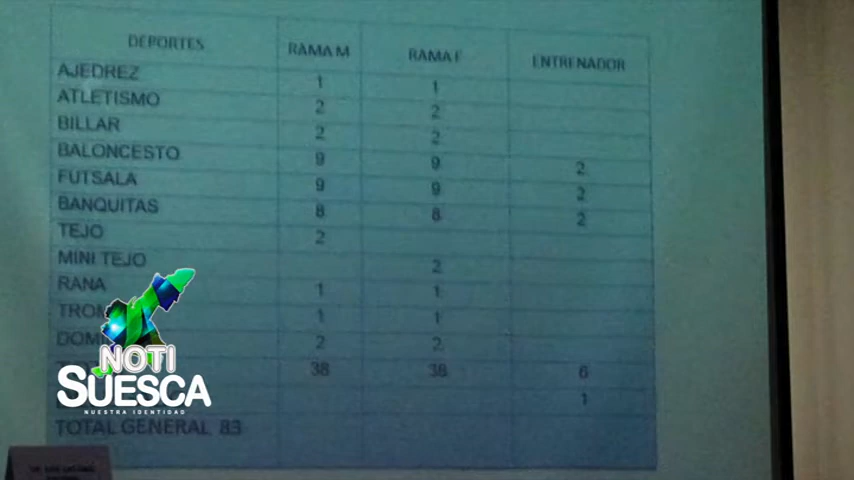 DEPORTES RAMA M RAMA F ENTRENADOR
AJEDREZ 1 1
ATLETISMO 2 2
BILLAR 2 2
BALONCESTO 9 9 2
FUTSALA 9 9 2
BANQUITAS 8 8 2
TEJO 2
MINI TEJO 2
RANA 1 1
TROM 1 1
DOMI 2 2
38 38 6
1
TOTAL GENERAL 83
NOTI
SUESCA
NUESTRA IDENTIDAD